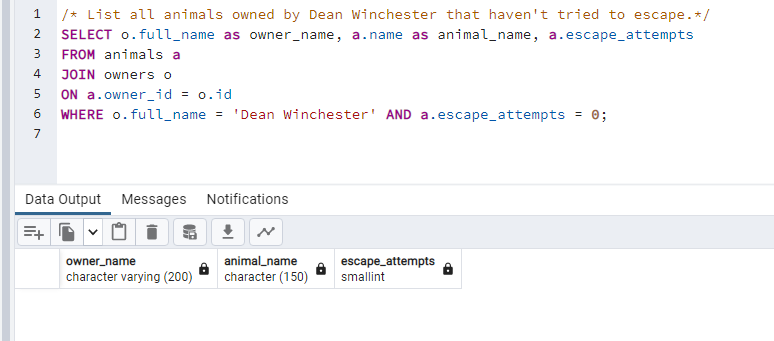 1 /* List all animals owned by Dean Winchester that haven't tried to escape.*/
2 SELECT o.full_name as owner_name, a.name as animal_name, a.escape_attempts
3 FROM animals a
4 JOIN owners o
5 ON a.owner_id = o.id
6 WHERE o.full_name = 'Dean Winchester' AND a.escape_attempts = 0;
7
Data Output Messages Notifications
owner_name animal_name escape_attempts
character varying (200) character (150) smallint